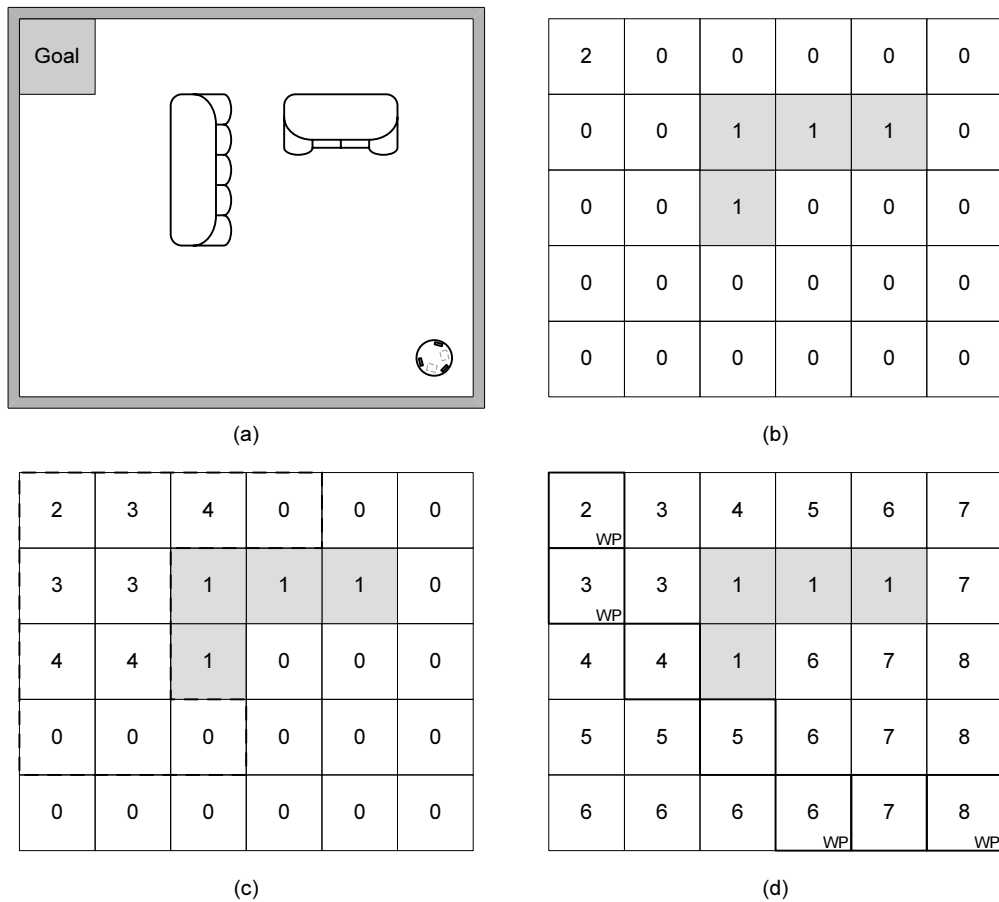 Goal
2 0 0 0 0 0
0 0 1 1 1 0
0 0 1 0 0 0
0 0 0 0 0 0
0 0 0 0 0 0
(a)
(b)
2 3 4 0 0 0
3 3 1 1 1 0
4 4 1 0 0 0
0 0 0 0 0 0
0 0 0 0 0 0
(c)
2 WP 3 4 5 6 7
3 WP 3 1 1 1 7
4 4 1 6 7 8
5 5 5 6 7 8
6 6 6 6 WP 7 8 WP
(d)